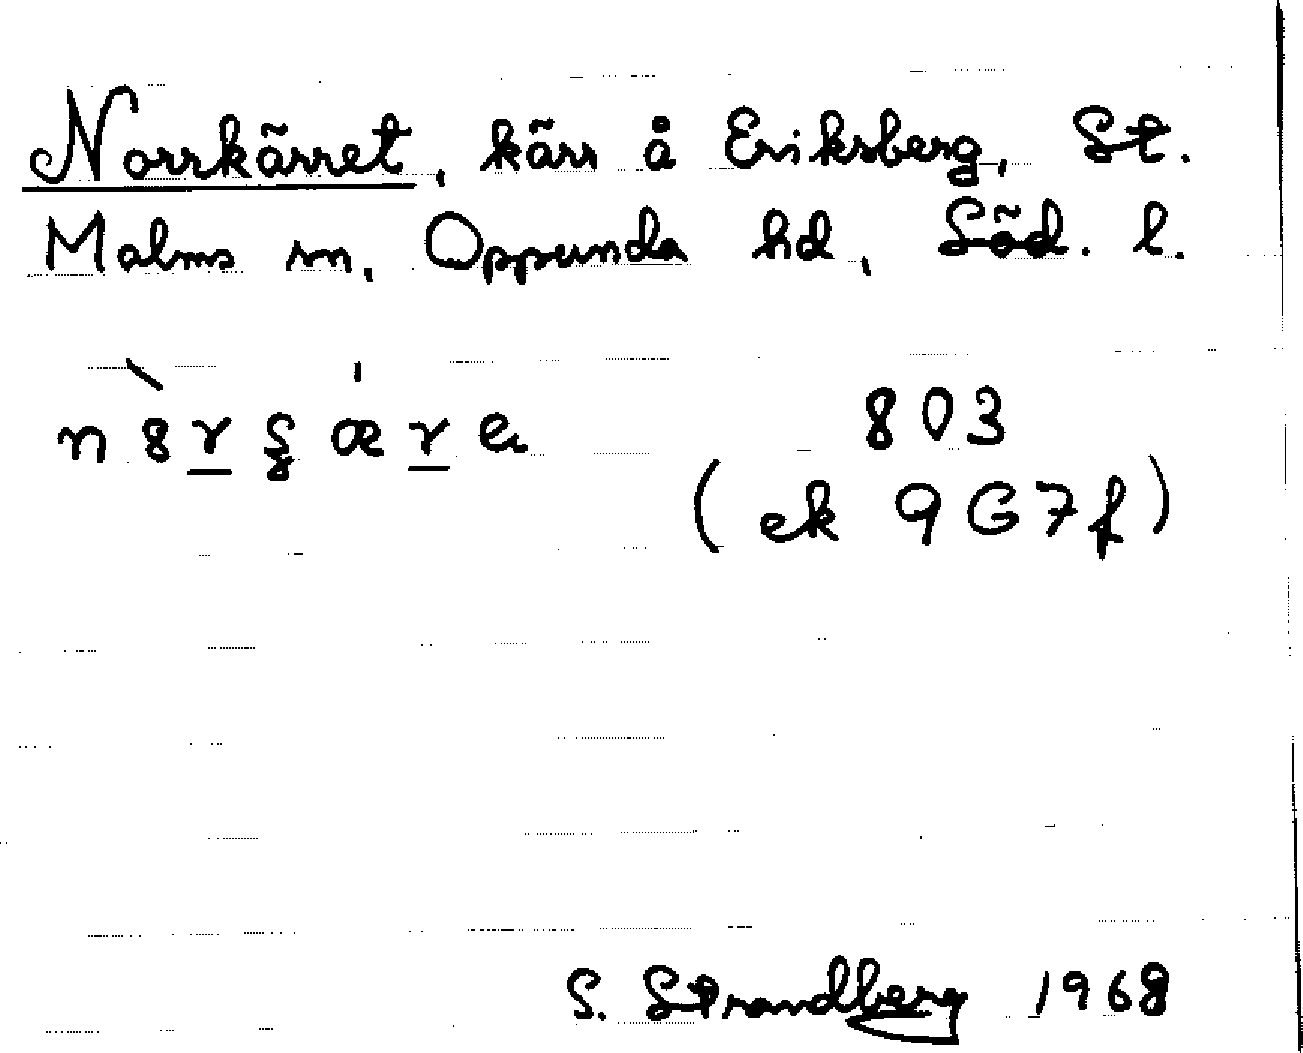 Norrkärret, kärr å Eriksberg, St.
Malms sn, Oppunda hd, Söd. l.
803
(ek 9G7f)
S. Strandberg 1968